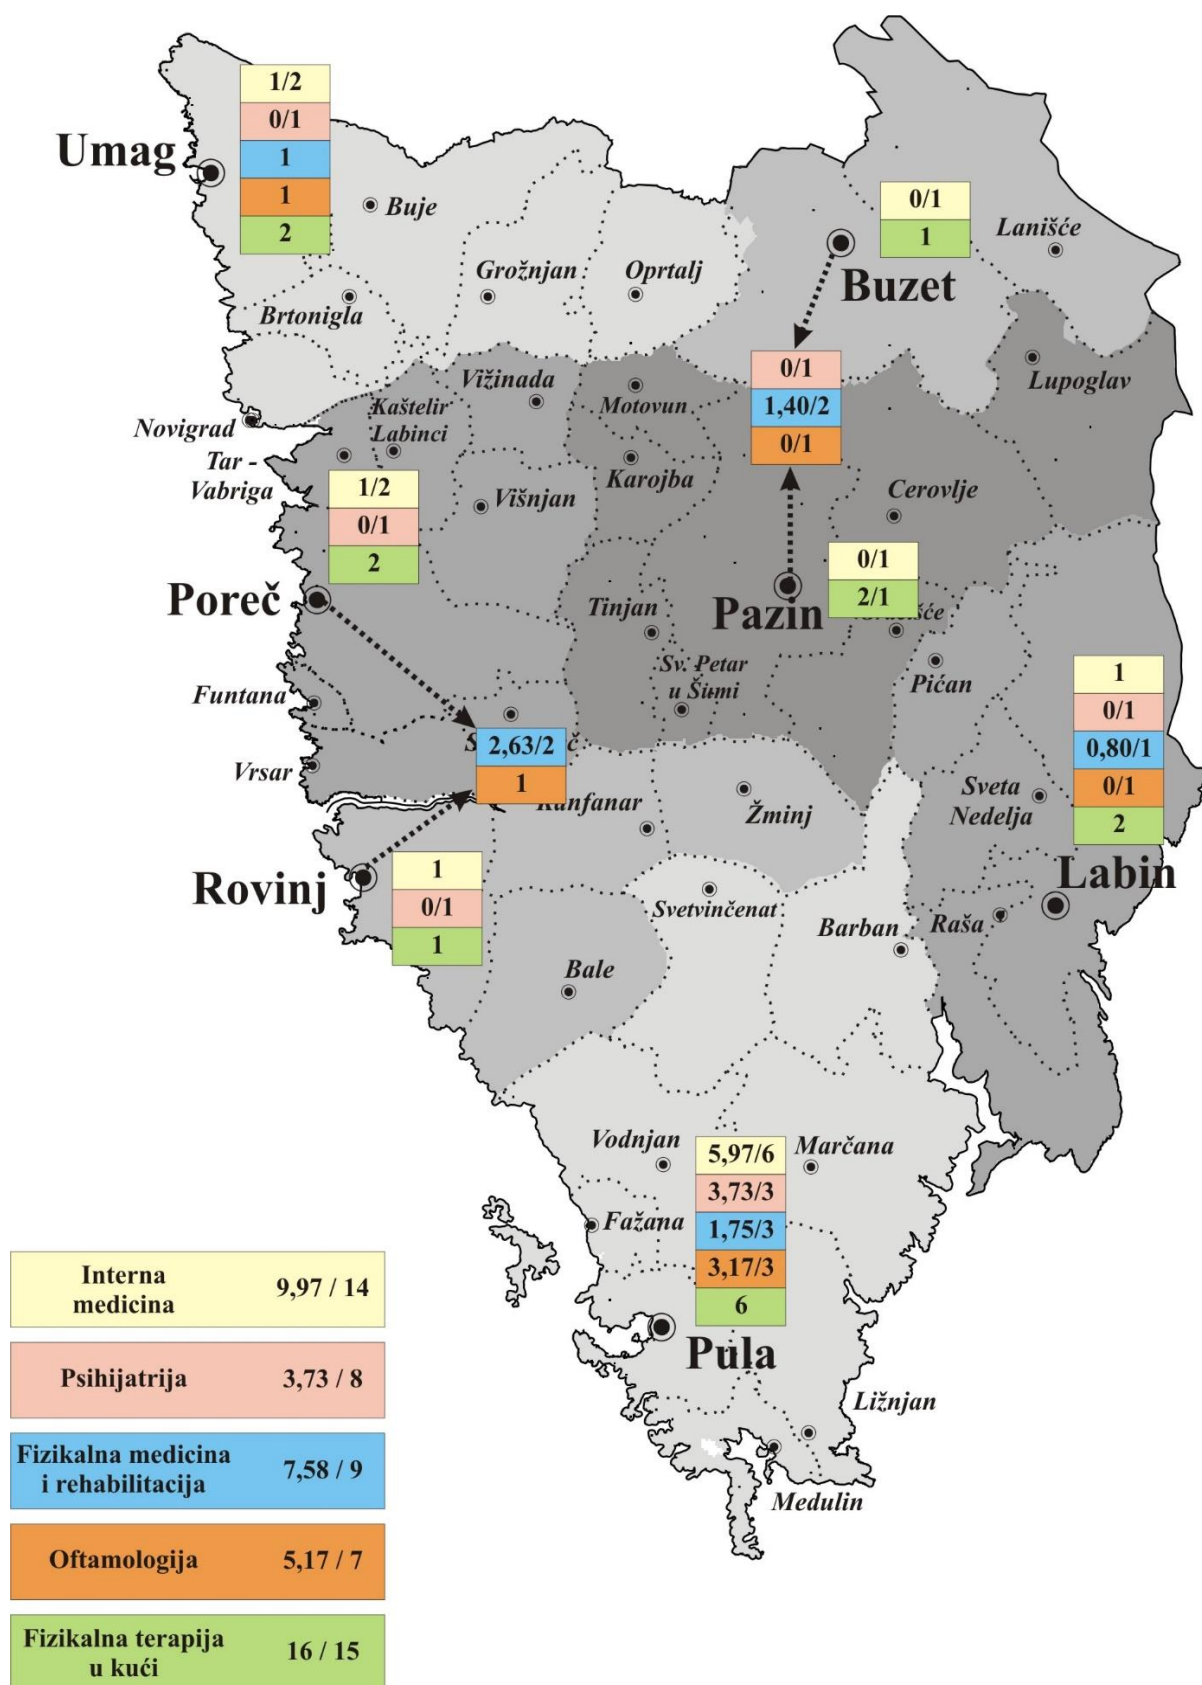 1/2
0/1
1
1
2
Umag
Buje
0/1
1
Lanišće
Buzet
Grožnjan
Oprtalj
Brtonigla
0/1
1,40/2
0/1
Lupoglav
Vižinada
Motovun
Kaštelir
Labinci
Novigrad
Tar -
Vabriga
Karojba
1/2
0/1
2
Višnjan
Cerovlje
0/1
2/1
Poreč
Tinjan
Pazin
Sv. Petar
u Šumi
Pićan
1
0/1
0,80/1
0/1
2
Funtana
2,63/2
1
Vrsar
Kanfanar
Žminj
Sveta
Nedelja
Labin
Rovinj
1
0/1
1
Svetvinčenat
Barban
Raša
Bale
Vodnjan
5,97/6
3,73/3
1,75/3
3,17/3
6
Marčana
Fažana
Pula
Ližnjan
Medulin
Interna
medicina 9,97 / 14
Psihijatrija 3,73 / 8
Fizikalna medicina
i rehabilitacija 7,58 / 9
Oftamologija 5,17 / 7
Fizikalna terapija
u kući 16 / 15